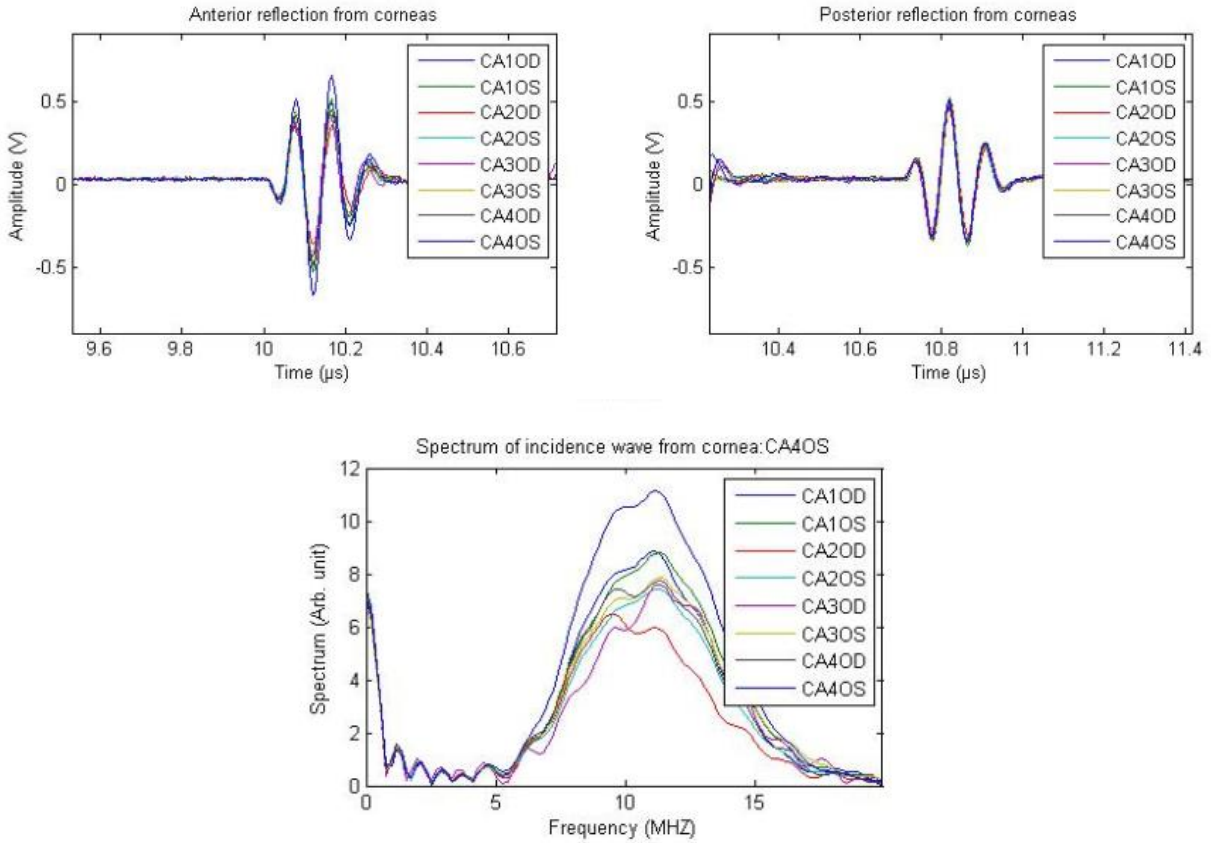 Anterior reflection from corneas
Amplitude (V)
0.5
0
-0.5
9.6 9.8 10 10.2 10.4 10.6
Time (µs)
CA1OD
CA1OS
CA2OD
CA2OS
CA3OD
CA3OS
CA4OD
CA4OS
Posterior reflection from corneas
Amplitude (V)
0.5
0
-0.5
10.4 10.6 10.8 11 11.2 11.4
Time (µs)
CA1OD
CA1OS
CA2OD
CA2OS
CA3OD
CA3OS
CA4OD
CA4OS
Spectrum of incidence wave from cornea:CA4OS
Spectrum (Arb. unit)
12
10
8
6
4
2
0
0 5 10 15
Frequency (MHZ)
CA1OD
CA1OS
CA2OD
CA2OS
CA3OD
CA3OS
CA4OD
CA4OS